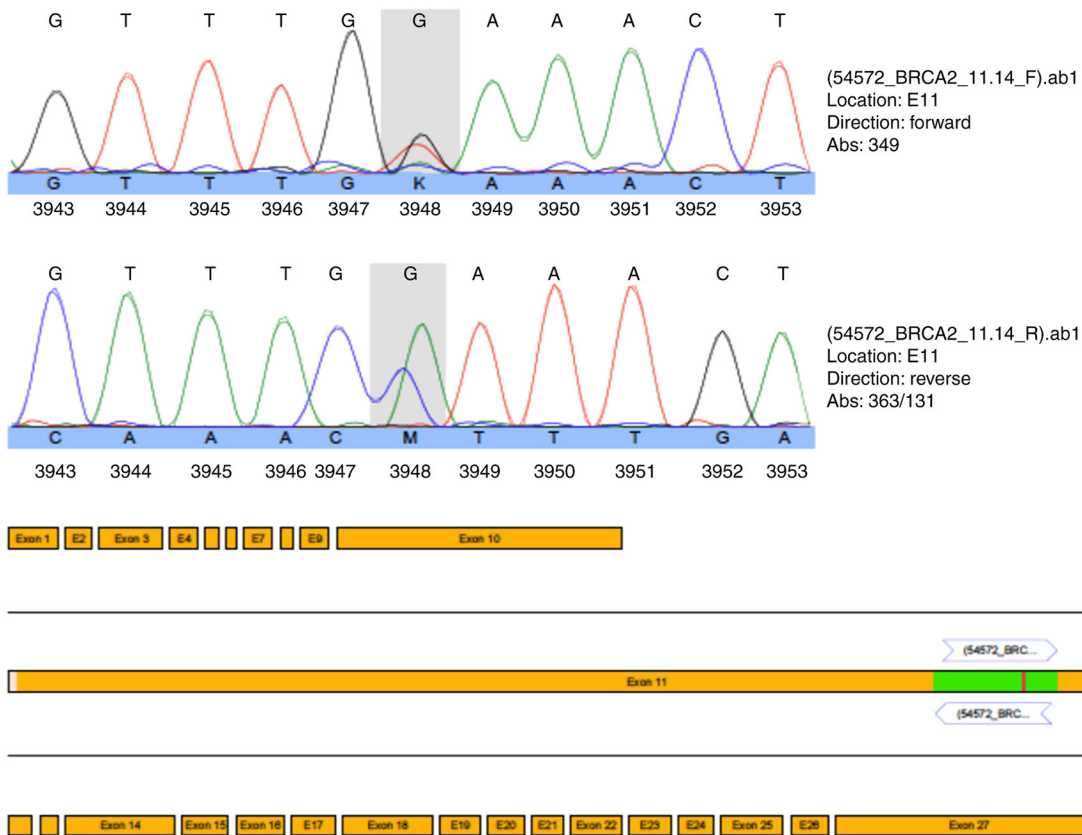 G T T T G G A A A C T
(54572_BRCA2_11.14_F).ab1
Location: E11
Direction: forward
Abs: 349
G T T T G K A A A C T
3943 3944 3945 3946 3947 3948 3949 3950 3951 3952 3953
G T T T G G A A A C T
(54572_BRCA2_11.14_R).ab1
Location: E11
Direction: reverse
Abs: 363/131
C A A A C M T T T G A
3943 3944 3945 3946 3947 3948 3949 3950 3951 3952 3953
Exon 1 E2 Exon 3 E4 E7 E9 Exon 10
(54572_BRC...
Exon 11
(54572_BRC...
Exon 14 Exon 15 Exon 16 E17 Exon 18 E19 E20 E21 Exon 22 E23 E24 Exon 25 E26 Exon 27